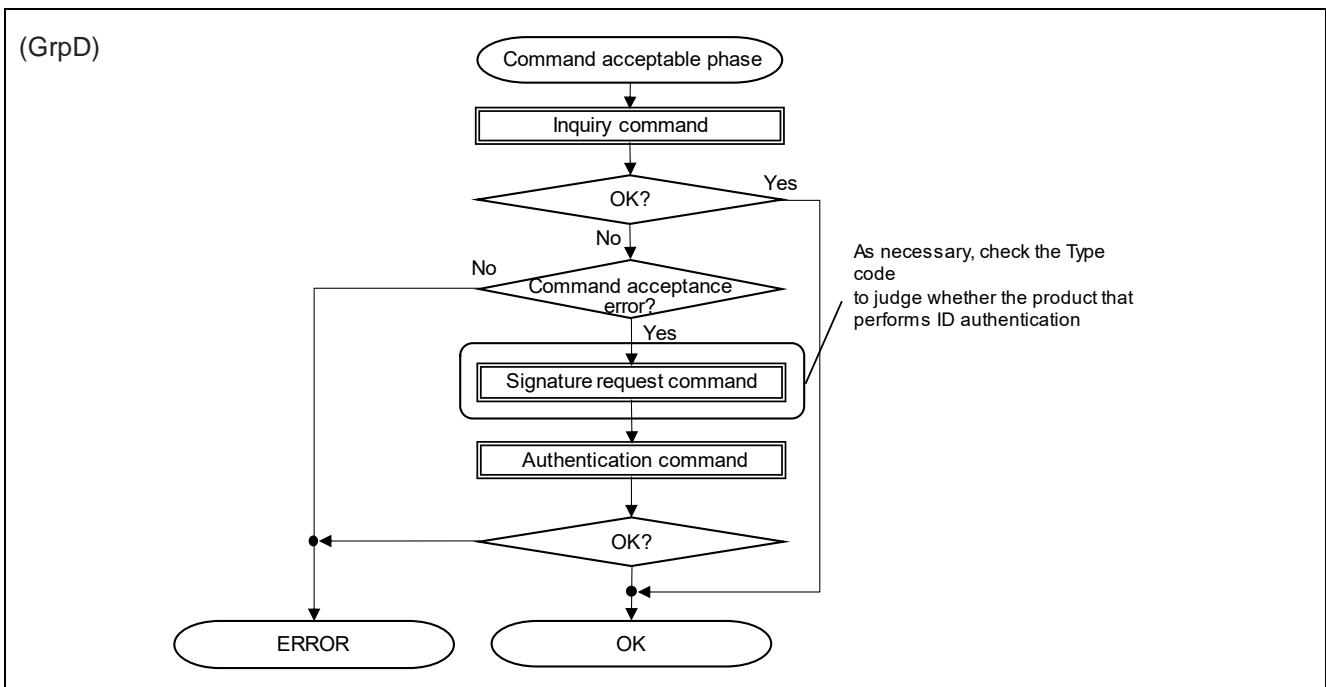 (GrpD)
Command acceptable phase
Inquiry command
OK?
Yes
No
No
Command acceptance
error?
Yes
As necessary, check the Type
code
to judge whether the product that
performs ID authentication
Signature request command
Authentication command
OK?
ERROR
OK